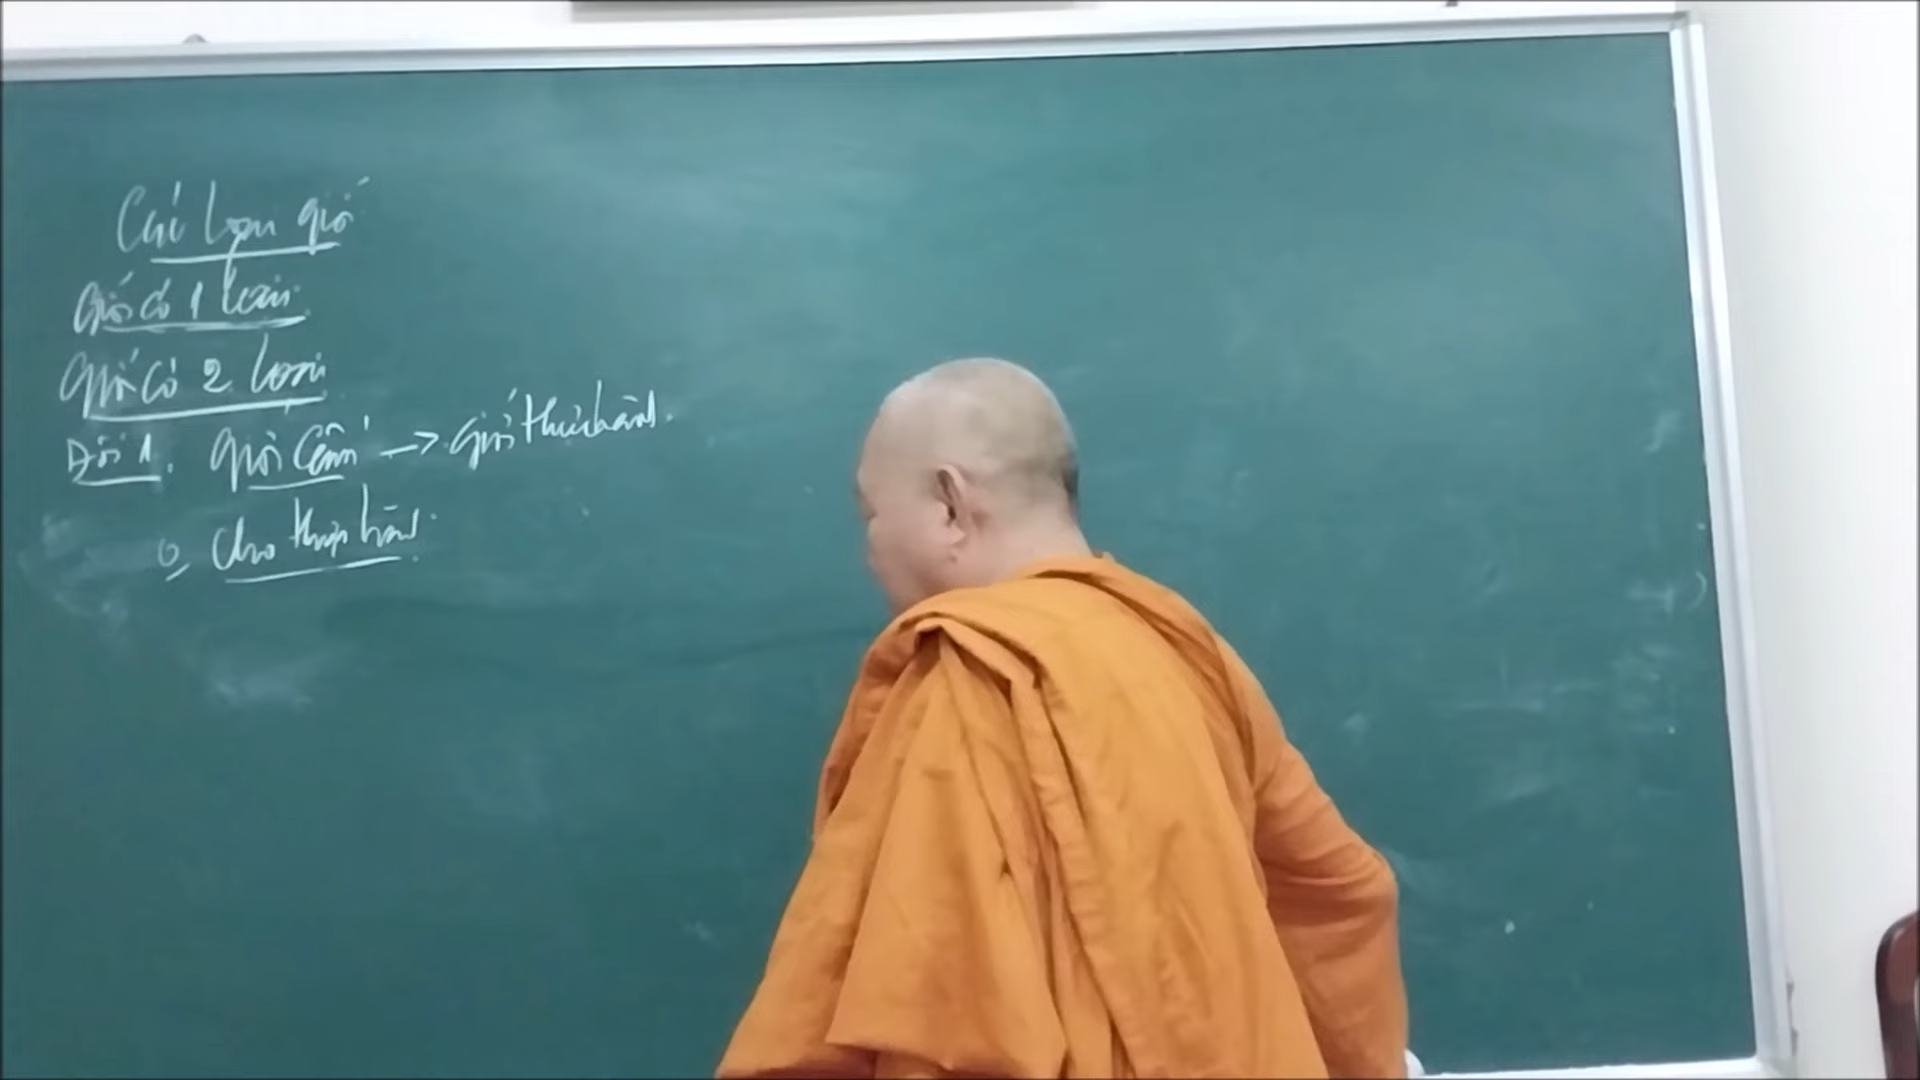 Các loại giới
Giới có 1 loại.
Giới có 2 loại
Đôi 1. Giới Cấm → giới thực hành.
cho thực hành.